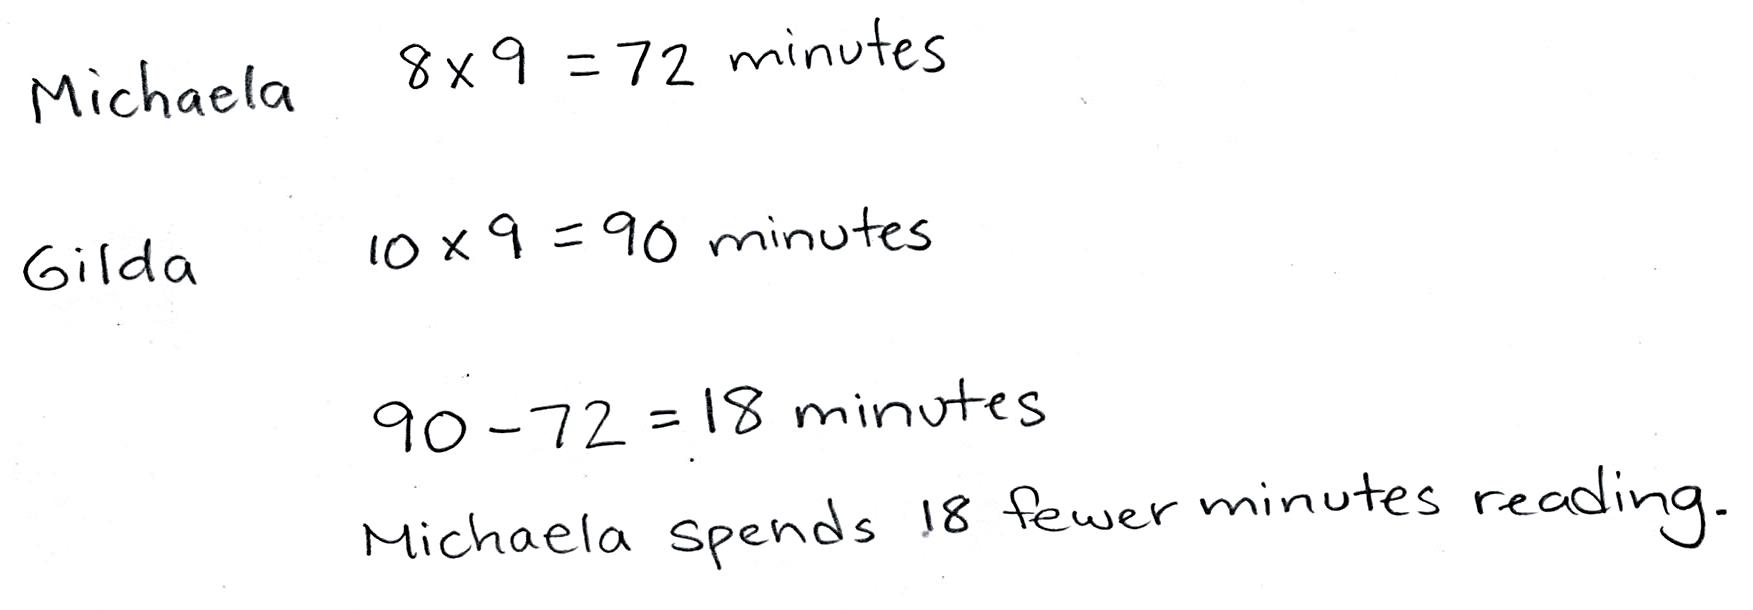 Michaela 8 x 9 = 72 minutes
Gilda 10 x 9 = 90 minutes
90 - 72 = 18 minutes
Michaela spends 18 fewer minutes reading.